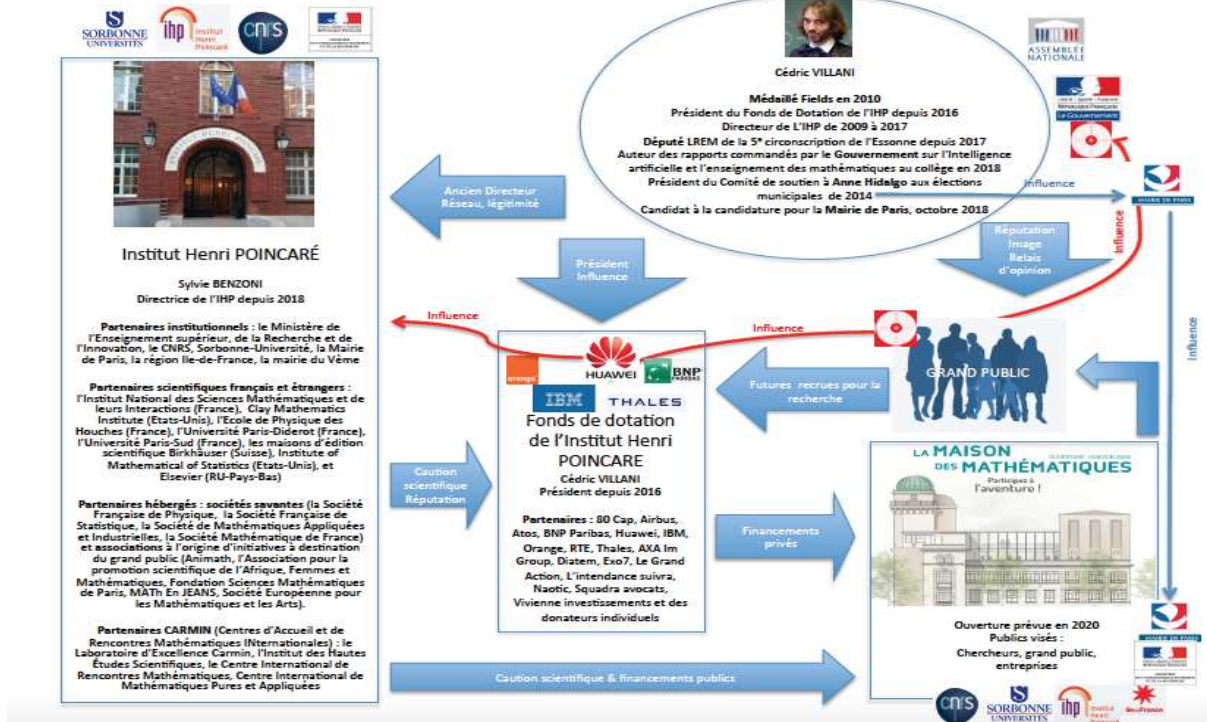 SORBONNE
UNIVERSITÉS
ihp
Institut
Henri
Poincaré
cnrs
Institut Henri POINCARÉ
Sylvie BENZONI
Directrice de l'IHP depuis 2018
Partenaires institutionnels : le Ministère de
l'Enseignement supérieur, de la Recherche et de
l'Innovation, le CNRS, Sorbonne-Université, la Mairie
de Paris, la région Ile-de-France, la mairie du Vème
Partenaires scientifiques français et étrangers :
l'Institut National des Sciences Mathématiques et de
leurs Interactions (France), Clay Mathematics
Institute (Etats-Unis), l'Ecole de Physique des
Houches (France), l'Université Paris-Diderot (France),
l'Université Paris-Sud (France), les maisons d'édition
scientifique Birkhäuser (Suisse), Institute of
Mathematical of Statistics (Etats-Unis), et
Elsevier (RU-Pays-Bas)
Partenaires hébergés : sociétés savantes (la Société
Française de Physique, la Société Française de
Statistique, la Société de Mathématiques Appliquées
et Industrielles, la Société Mathématique de France)
et associations à l'origine d'initiatives à destination
du grand public (Animath, l'Association pour la
promotion scientifique de l'Afrique, Femmes et
Mathématiques, Fondation Sciences Mathématiques
de Paris, MATh En JEANS, Société Européenne pour
les Mathématiques et les Arts).
Partenaires CARMIN (Centres d'Accueil et de
Rencontres Mathématiques INternationales) : le
Laboratoire d'Excellence Carmin, l'Institut des Hautes
Études Scientifiques, le Centre International de
Rencontres Mathématiques, Centre International de
Mathématiques Pures et Appliquées
Cédric VILLANI
Médaillé Fields en 2010
Président du Fonds de Dotation de l'IHP depuis 2016
Directeur de L'IHP de 2009 à 2017
Député LREM de la 5e circonscription de l'Essonne depuis 2017
Auteur des rapports commandés par le Gouvernement sur l'Intelligence
artificielle et l'enseignement des mathématiques au collège en 2018
Président du Comité de soutien à Anne Hidalgo aux élections
municipales de 2014
Candidat à la candidature pour la Mairie de Paris, octobre 2018
Influence
ASSEMBLÉE
NATIONALE
Le Gouvernement
MAIRIE DE PARIS
Influence
Influence
Ancien Directeur
Réseau, légitimité
Président
Influence
Réputation
Image
Relais
d'opinion
Influence
Influence
orange
HUAWEI
BNP
PARIBAS
IBM
THALES
Fonds de dotation
de l'Institut Henri
POINCARE
Cédric VILLANI
Président depuis 2016
Partenaires : 80 Cap, Airbus,
Atos, BNP Paribas, Huawei, IBM,
Orange, RTE, Thales, AXA Im
Group, Diatem, Exo7, Le Grand
Action, L'intendance suivra,
Naotic, Squadra avocats,
Vivienne investissements et des
donateurs individuels
GRAND PUBLIC
Futures recrues pour la
recherche
Caution
scientifique
Réputation
Financements
privés
Caution scientifique & financements publics
LA MAISON
DES MATHÉMATIQUES
Participez à
l'aventure !
Ouverture prévue en 2020
Publics visés :
Chercheurs, grand public,
entreprises
MAIRIE DE PARIS
cnrs
SORBONNE
UNIVERSITÉS
ihp
Institut
Henri
Poincaré
îledeFrance